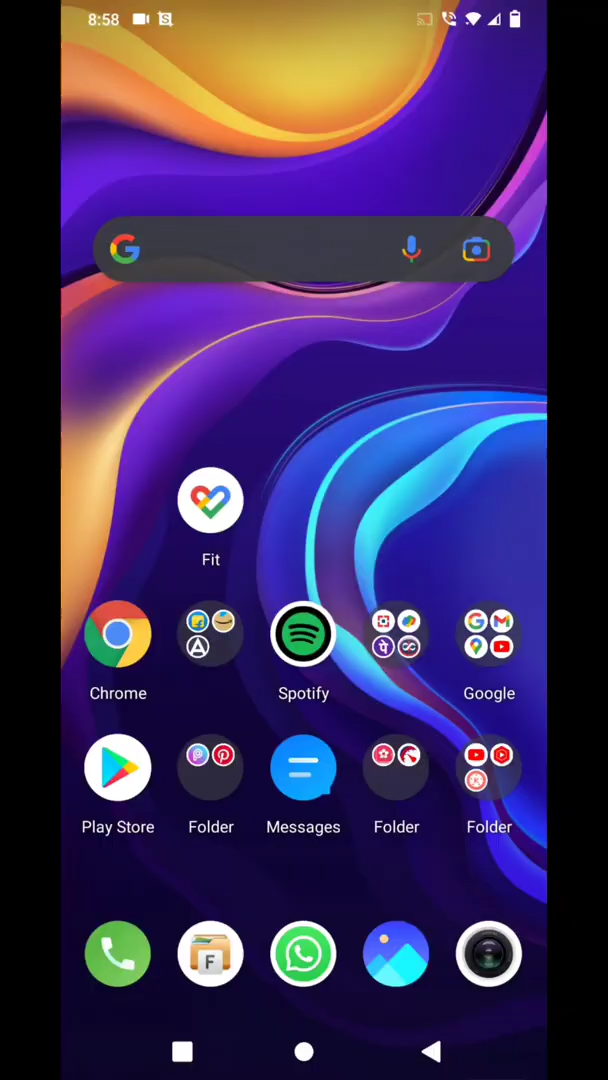 8:58
Fit
Chrome
Spotify
Google
Play Store
Folder
Messages
Folder
Folder
F